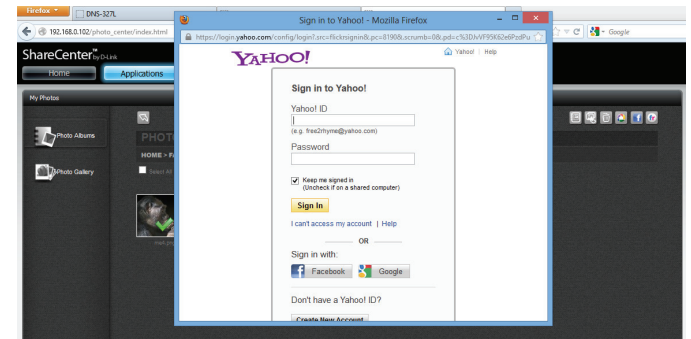 Firefox
DNS-327L
Sign in to Yahoo! - Mozilla Firefox
192.168.0.102/photo_center/index.html
https://login.yahoo.com/config/login?.src=flickrsignin&.pc=8190&.scrumb=0&.pd=c%3DJvVF95K62e6PzdPu
Google
ShareCenter™ by D-Link
YAHOO!
Yahoo! | Help
Home
Applications
Sign in to Yahoo!
My Photos
Yahoo! ID
(e.g. free2rhyme@yahoo.com)
Photo Albums
PHOT
Password
HOME > F
Photo Gallery
Select All
Keep me signed in
(Uncheck if on a shared computer)
Sign In
I can't access my account | Help
OR
Sign in with:
Facebook
Google
Don't have a Yahoo! ID?
Create New Account